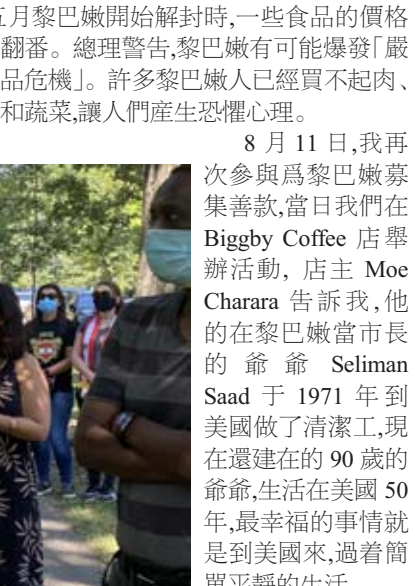 五月黎巴嫩開始解封時,一些食品的價格
翻番。總理警告,黎巴嫩有可能爆發「嚴
品危機」。許多黎巴嫩人已經買不起肉、
和蔬菜,讓人們産生恐懼心理。
8 月 11 日,我再
次參與爲黎巴嫩募
集善款,當日我們在
Biggby Coffee 店舉
辦活動, 店主 Moe
Charara 告訴我,他
的在黎巴嫩當市長
的 爺 爺 Seliman
Saad 于 1971 年到
美國做了清潔工,現
在還建在的 90 歲的
爺爺,生活在美國 50
年,最幸福的事情就
是到美國來,過着簡
單平靜的生活